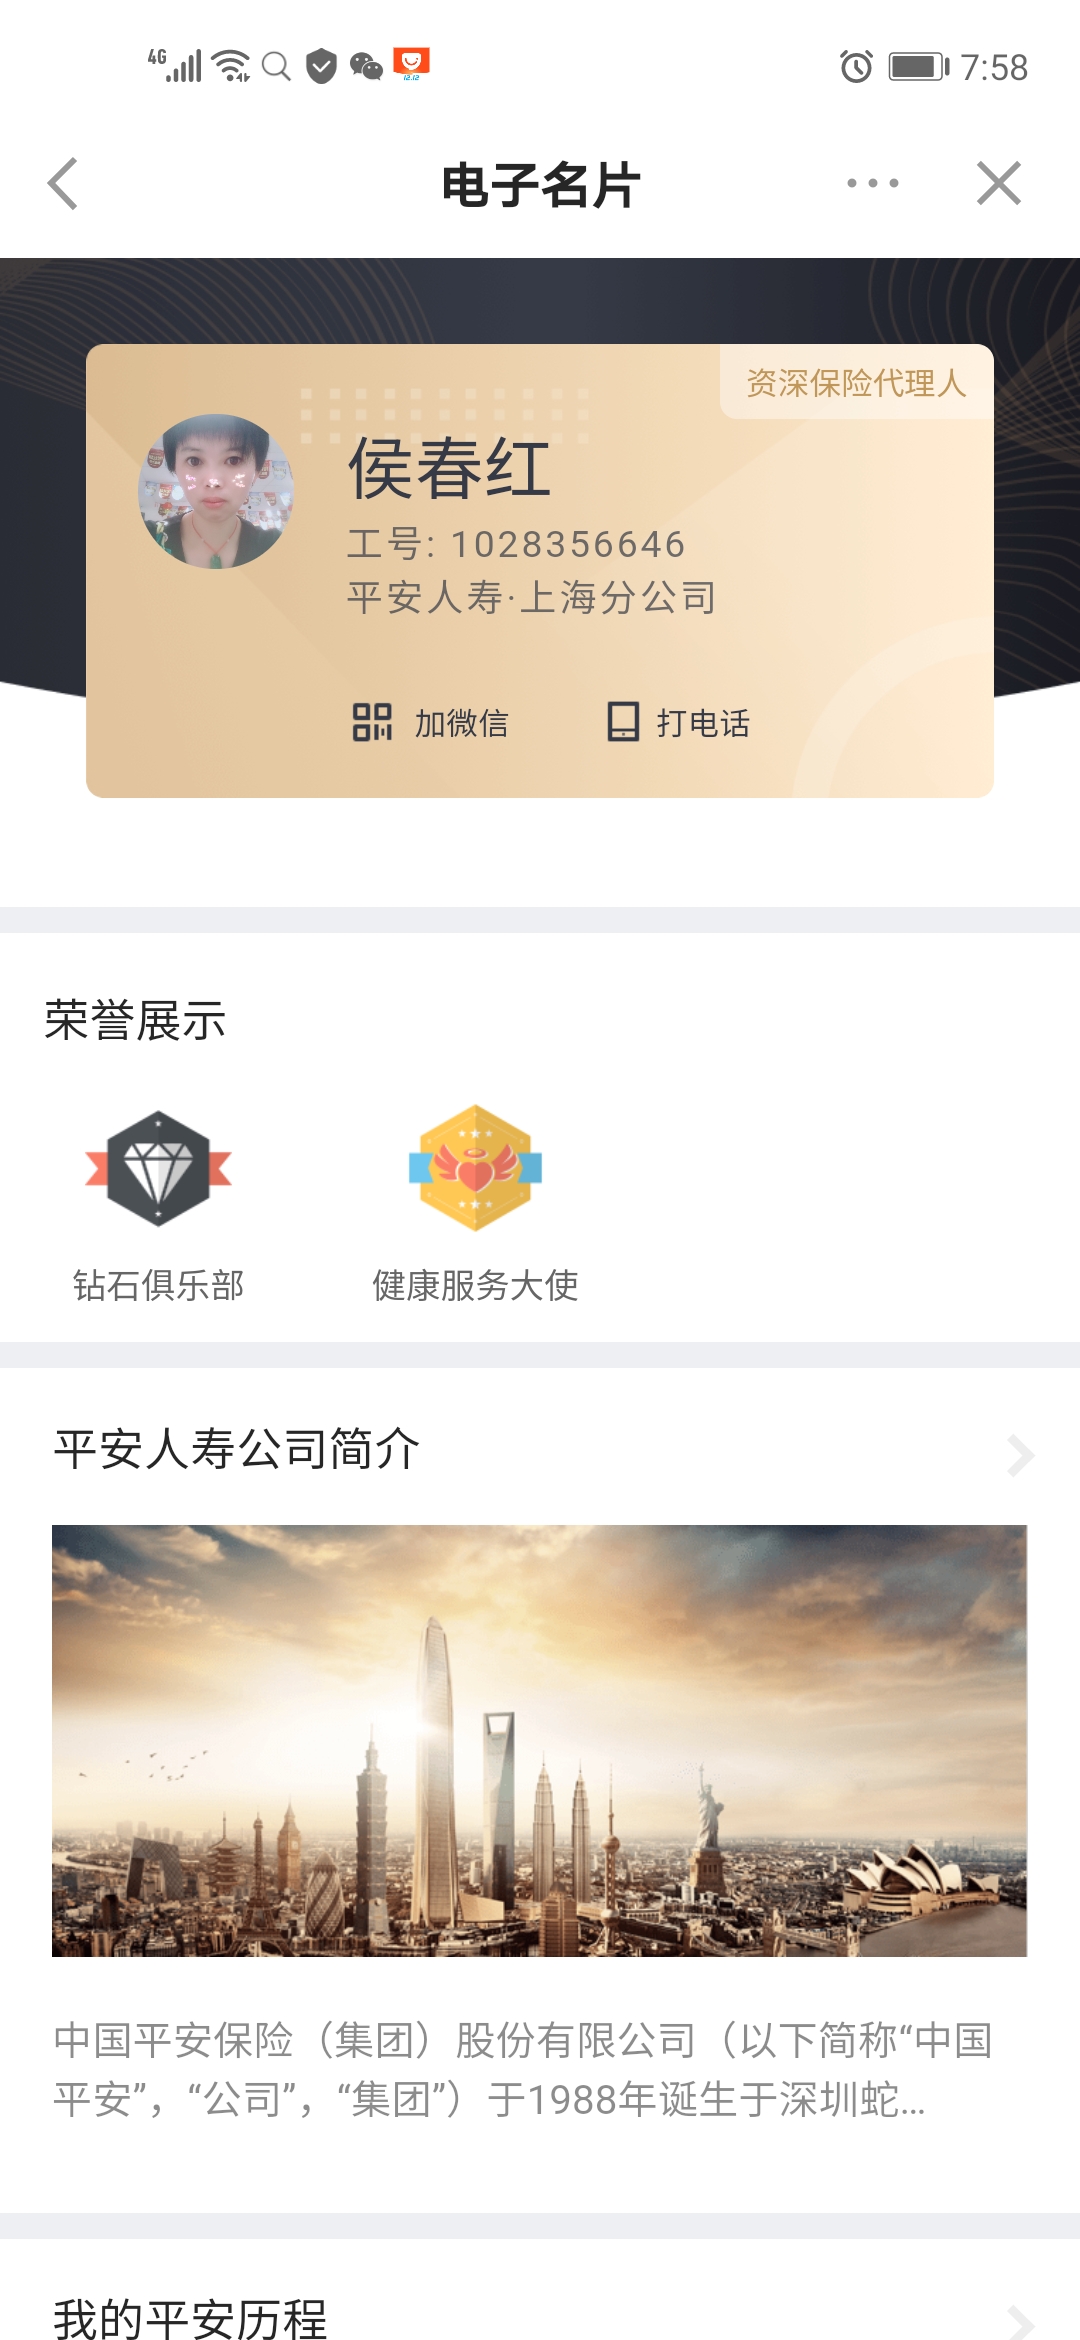 4G 7:58
电子名片
资深保险代理人
侯春红
工号: 1028356646
平安人寿·上海分公司
加微信 打电话
荣誉展示
钻石俱乐部 健康服务大使
平安人寿公司简介
中国平安保险（集团）股份有限公司（以下简称“中国
平安”，“公司”，“集团”）于1988年诞生于深圳蛇...
我的平安历程